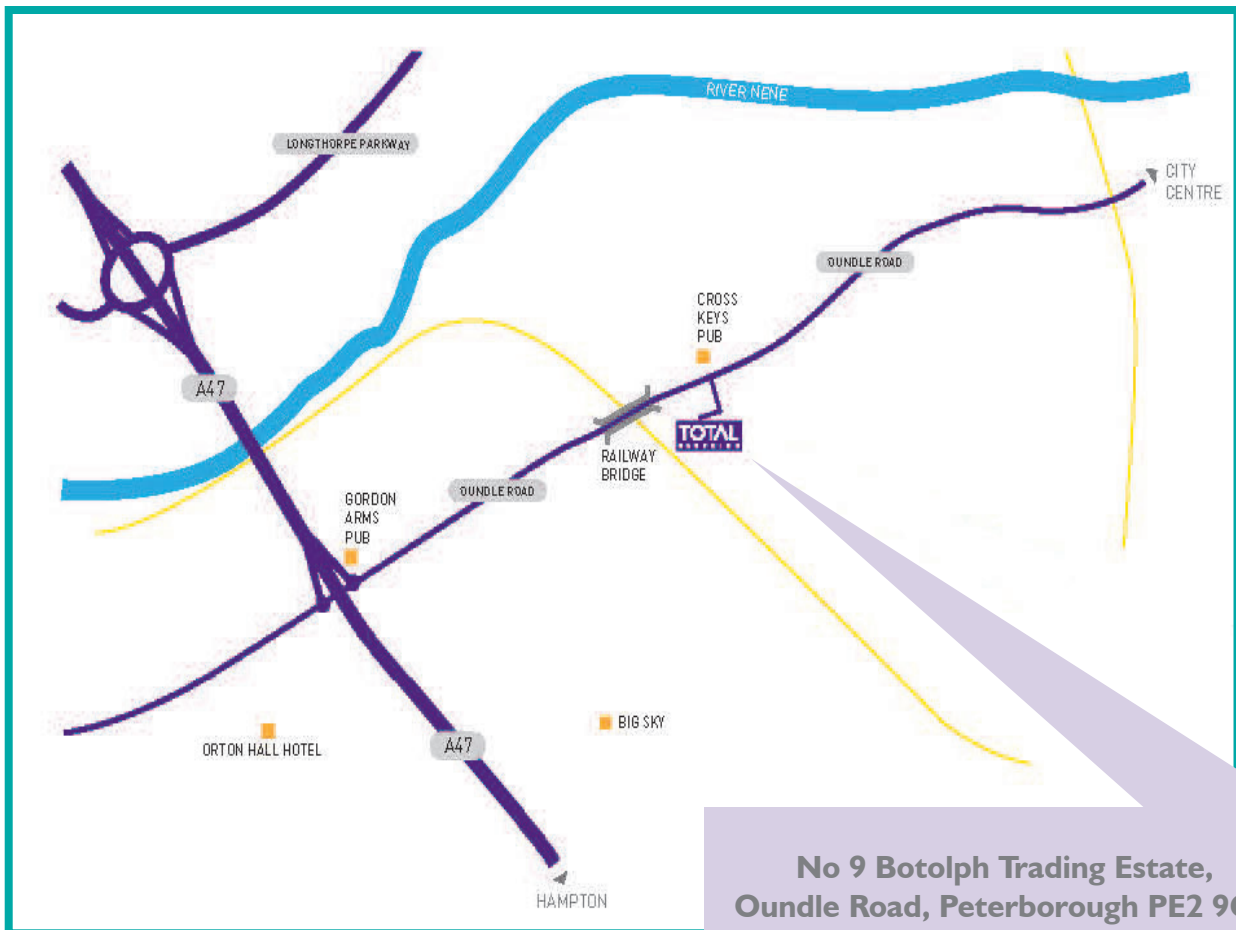 RIVER NENE
LONGTHORPE PARKWAY
CITY
CENTRE
OUNDLE ROAD
CROSS
KEYS
PUB
A47
TOTAL
RAILWAY
BRIDGE
OUNDLE ROAD
GORDON
ARMS
PUB
BIG SKY
ORTON HALL HOTEL
A47
HAMPTON
No 9 Botolph Trading Estate,
Oundle Road, Peterborough PE2